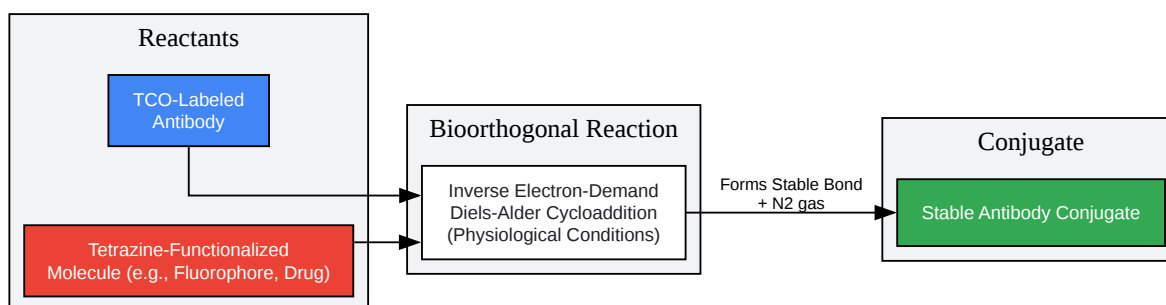 Reactants
TCO-Labeled
Antibody
Tetrazine-Functionalized
Molecule (e.g., Fluorophore, Drug)
Bioorthogonal Reaction
Inverse Electron-Demand
Diels-Alder Cycloaddition
(Physiological Conditions)
Forms Stable Bond
+ N2 gas
Conjugate
Stable Antibody Conjugate